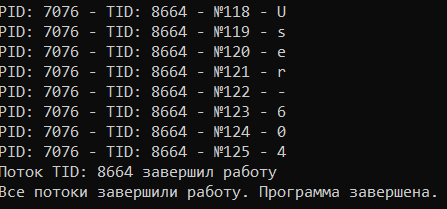 PID: 7076 - TID: 8664 - №118 - U
PID: 7076 - TID: 8664 - №119 - s
PID: 7076 - TID: 8664 - №120 - e
PID: 7076 - TID: 8664 - №121 - r
PID: 7076 - TID: 8664 - №122 - -
PID: 7076 - TID: 8664 - №123 - 6
PID: 7076 - TID: 8664 - №124 - 0
PID: 7076 - TID: 8664 - №125 - 4
Поток TID: 8664 завершил работу
Все потоки завершили работу. Программа завершена.